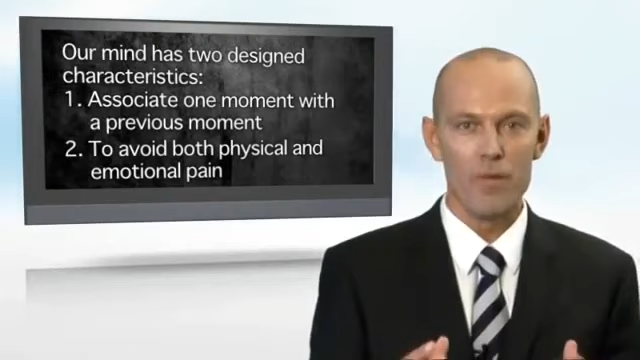 Our mind has two designed
characteristics:
1. Associate one moment with
a previous moment
2. To avoid both physical and
emotional pain